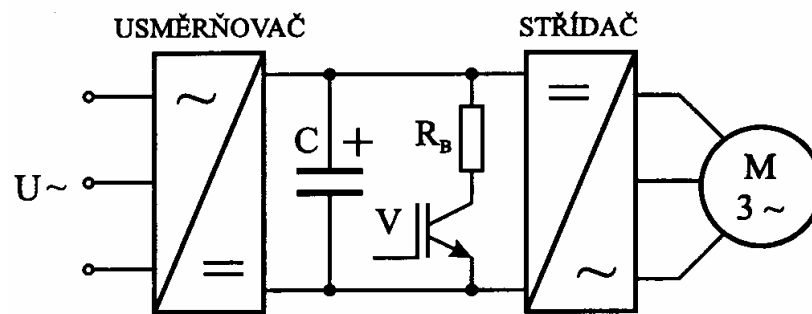 USMĚRŇOVAČ
STŘÍDAČ
U~
~
=
C +
R_B
V
=
~
M
3 ~